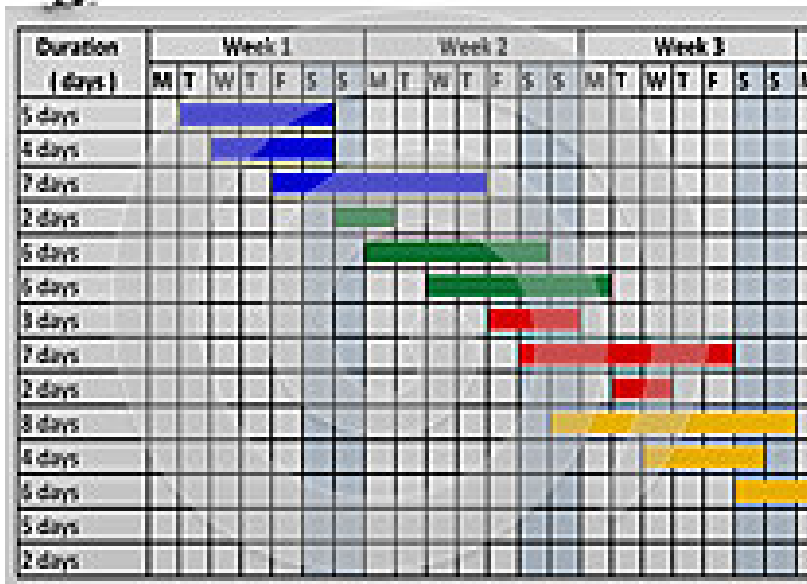 Duration Week 1 Week 2 Week 3
( days ) M T W T F S S M T W T F S S M T W T F S S
5 days
4 days
7 days
2 days
6 days
6 days
3 days
7 days
2 days
8 days
4 days
6 days
5 days
2 days